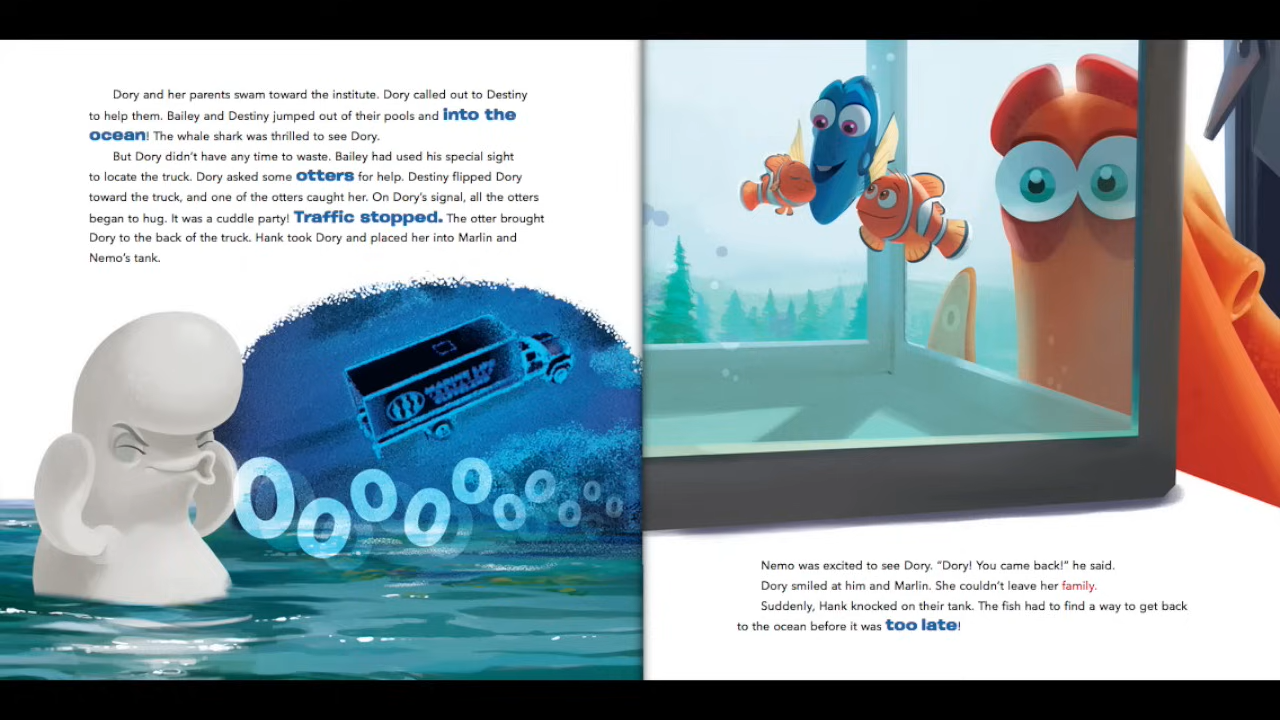 Dory and her parents swam toward the institute. Dory called out to Destiny
to help them. Bailey and Destiny jumped out of their pools and into the
ocean! The whale shark was thrilled to see Dory.
But Dory didn't have any time to waste. Bailey had used his special sight
to locate the truck. Dory asked some otters for help. Destiny flipped Dory
toward the truck, and one of the otters caught her. On Dory's signal, all the otters
began to hug. It was a cuddle party! Traffic stopped. The otter brought
Dory to the back of the truck. Hank took Dory and placed her into Marlin and
Nemo's tank.
OOOOOOOOOO
Nemo was excited to see Dory. "Dory! You came back!" he said.
Dory smiled at him and Marlin. She couldn't leave her family.
Suddenly, Hank knocked on their tank. The fish had to find a way to get back
to the ocean before it was too late!